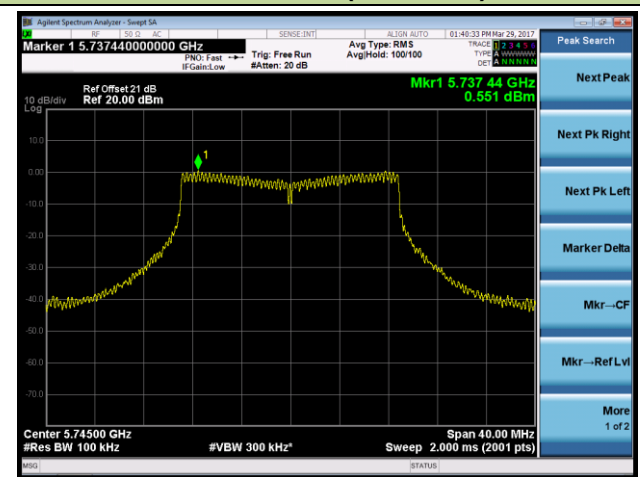 Agilent Spectrum Analyzer - Swept SA
RF 50 Ω AC SENSE:INT ALIGN AUTO 01:40:33 PM Mar 29, 2017
Marker 1 5.737440000000 GHz
PNO: Fast
IFGain:Low
Trig: Free Run
#Atten: 20 dB
Avg Type: RMS
Avg|Hold: 100/100
TRACE 1 2 3 4 5 6
TYPE A WWWWW
DET A N N N N N
Peak Search
Next Peak
Next Pk Right
Next Pk Left
Marker Delta
Mkr→CF
Mkr→Ref Lvl
More
1 of 2
Mkr1 5.737 44 GHz
0.551 dBm
Ref Offset 21 dB
10 dB/div Ref 20.00 dBm
Log
10.0
0.00
-10.0
-20.0
-30.0
-40.0
-50.0
-60.0
-70.0
1
Center 5.74500 GHz Span 40.00 MHz
#Res BW 100 kHz #VBW 300 kHz* Sweep 2.000 ms (2001 pts)
MSG STATUS